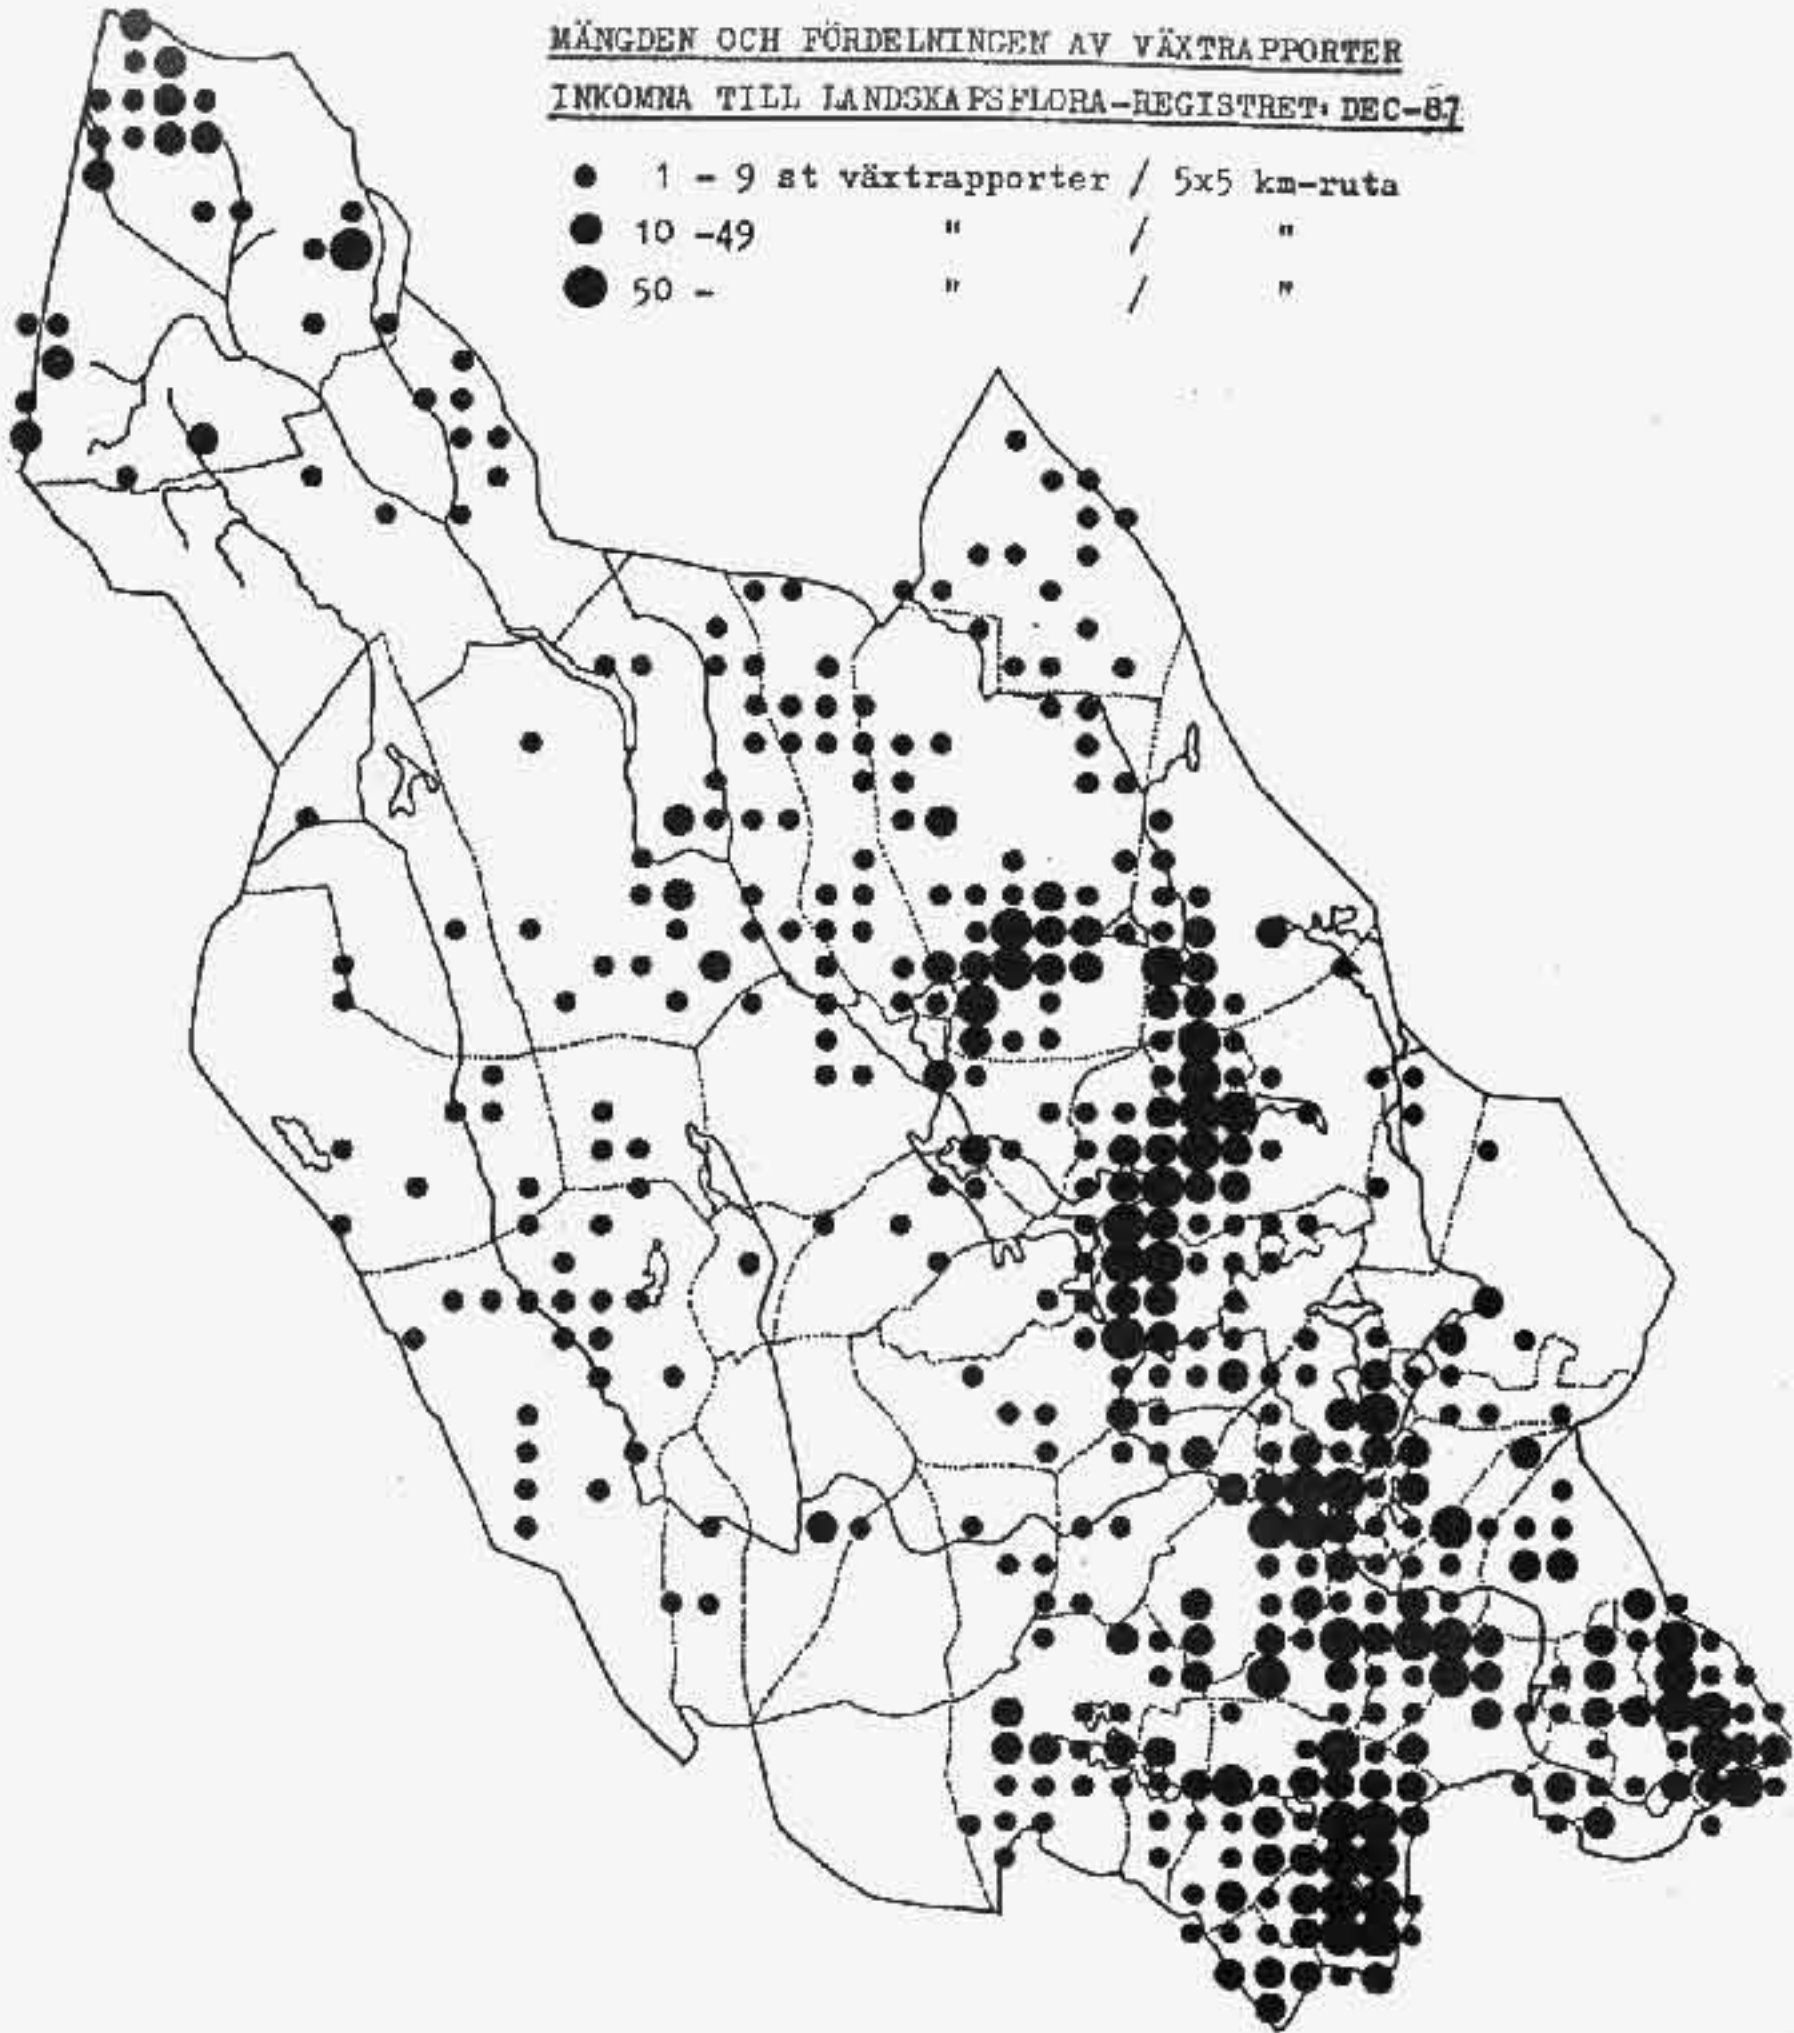 MÄNGDEN OCH FÖRDELNINGEN AV VÄXTRAPPORTER
INKOMNA TILL LANDSKAPSFLORA-REGISTRET: DEC-87
1 - 9 st växtrapporter / 5x5 km-ruta
10 -49 " / "
50 - " / "